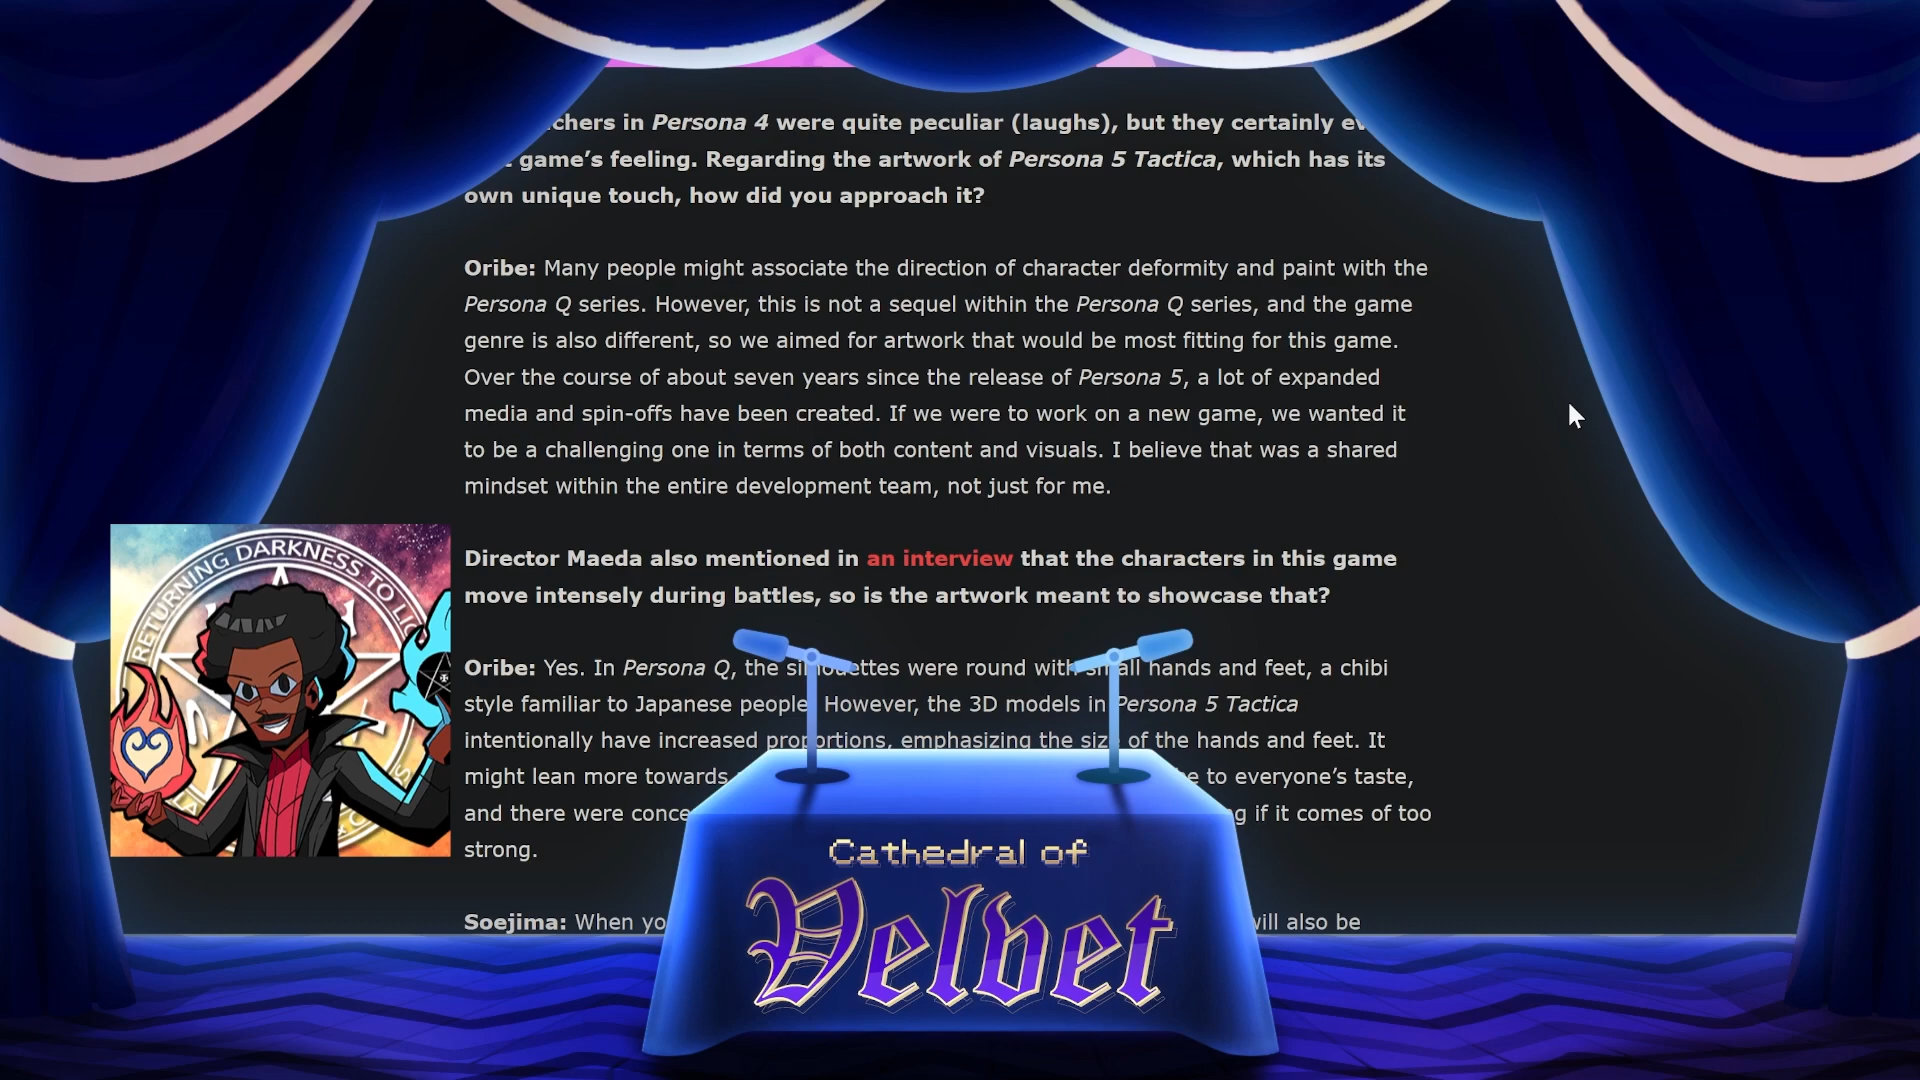 in Persona 4 were quite peculiar (laughs), but they certainly
game’s feeling. Regarding the artwork of Persona 5 Tactica, which has its
own unique touch, how did you approach it?
Oribe: Many people might associate the direction of character deformity and paint with the
Persona Q series. However, this is not a sequel within the Persona Q series, and the game
genre is also different, so we aimed for artwork that would be most fitting for this game.
Over the course of about seven years since the release of Persona 5, a lot of expanded
media and spin-offs have been created. If we were to work on a new game, we wanted it
to be a challenging one in terms of both content and visuals. I believe that was a shared
mindset within the entire development team, not just for me.
Director Maeda also mentioned in an interview that the characters in this game
move intensely during battles, so is the artwork meant to showcase that?
Oribe: Yes. In Persona Q, the silhouettes were round with small hands and feet, a chibi
style familiar to Japanese people. However, the 3D models in Persona 5 Tactica
intentionally have increased proportions, emphasizing the size of the hands and feet. It
might lean more towards to everyone’s taste,
and there were if it comes of too
strong.
Soejima: When will also be
RETURNING DARKNESS TO
Cathedral of
Velvet